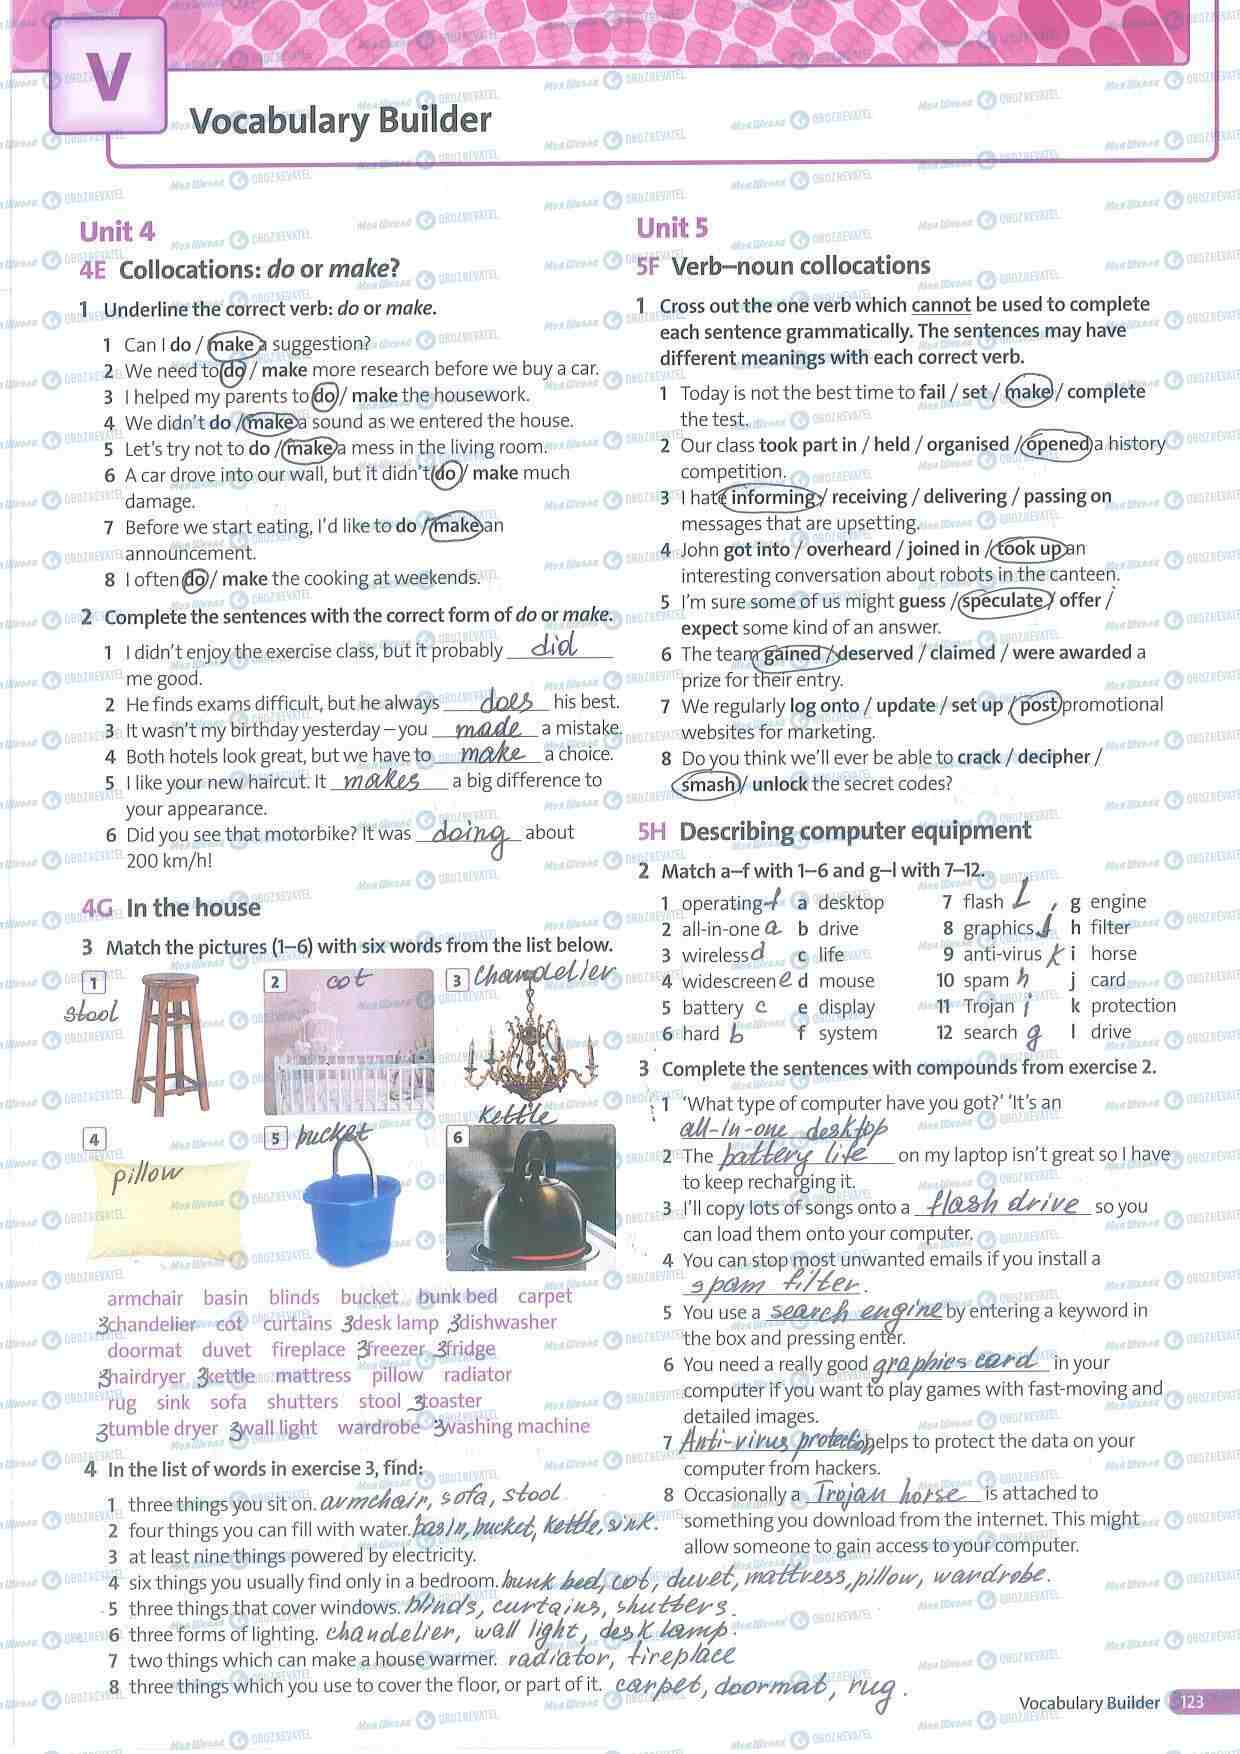 V
Vocabulary Builder
Unit 4
4E Collocations: do or make?
1 Underline the correct verb: do or make.
1 Can I do / make a suggestion?
2 We need to do / make more research before we buy a car.
3 I helped my parents to do / make the housework.
4 We didn't do / make a sound as we entered the house.
5 Let's try not to do / make a mess in the living room.
6 A car drove into our wall, but it didn't do / make much
damage.
7 Before we start eating, I'd like to do / make an
announcement.
8 I often do / make the cooking at weekends.
2 Complete the sentences with the correct form of do or make.
1 I didn't enjoy the exercise class, but it probably did
me good.
2 He finds exams difficult, but he always does his best.
3 It wasn't my birthday yesterday – you made a mistake.
4 Both hotels look great, but we have to make a choice.
5 I like your new haircut. It makes a big difference to
your appearance.
6 Did you see that motorbike? It was doing about
200 km/h!
4G In the house
3 Match the pictures (1–6) with six words from the list below.
1 stool
2 cot
3 chandelier
4 pillow
5 bucket
6 kettle
armchair basin blinds bucket bunk bed carpet
3 chandelier cot curtains 3 desk lamp 3 dishwasher
doormat duvet fireplace 3 freezer 3 fridge
3 hairdryer 3 kettle mattress pillow radiator
rug sink sofa shutters stool 3 toaster
3 tumble dryer 3 wall light wardrobe 3 washing machine
4 In the list of words in exercise 3, find:
1 three things you sit on. armchair, sofa, stool
2 four things you can fill with water. basin, bucket, kettle, sink.
3 at least nine things powered by electricity.
4 six things you usually find only in a bedroom. bunk bed, cot, duvet, mattress, pillow, wardrobe.
5 three things that cover windows. blinds, curtains, shutters.
6 three forms of lighting. chandelier, wall light, desk lamp.
7 two things which can make a house warmer. radiator, fireplace
8 three things which you use to cover the floor, or part of it. carpet, doormat, rug.
Unit 5
5F Verb–noun collocations
1 Cross out the one verb which cannot be used to complete
each sentence grammatically. The sentences may have
different meanings with each correct verb.
1 Today is not the best time to fail / set / make / complete
the test.
2 Our class took part in / held / organised / opened a history
competition.
3 I hate informing / receiving / delivering / passing on
messages that are upsetting.
4 John got into / overheard / joined in / took up an
interesting conversation about robots in the canteen.
5 I'm sure some of us might guess / speculate / offer /
expect some kind of an answer.
6 The team gained / deserved / claimed / were awarded a
prize for their entry.
7 We regularly log onto / update / set up / post promotional
websites for marketing.
8 Do you think we'll ever be able to crack / decipher /
smash / unlock the secret codes?
5H Describing computer equipment
2 Match a–f with 1–6 and g–l with 7–12.
1 operating f a desktop 7 flash l g engine
2 all-in-one a b drive 8 graphics j h filter
3 wireless d c life 9 anti-virus k i horse
4 widescreen e d mouse 10 spam h j card
5 battery c e display 11 Trojan i k protection
6 hard b f system 12 search g l drive
3 Complete the sentences with compounds from exercise 2.
1 'What type of computer have you got?' 'It's an
all-in-one desktop
2 The battery life on my laptop isn't great so I have
to keep recharging it.
3 I'll copy lots of songs onto a flash drive so you
can load them onto your computer.
4 You can stop most unwanted emails if you install a
spam filter.
5 You use a search engine by entering a keyword in
the box and pressing enter.
6 You need a really good graphics card in your
computer if you want to play games with fast-moving and
detailed images.
7 Anti-virus protection helps to protect the data on your
computer from hackers.
8 Occasionally a Trojan horse is attached to
something you download from the internet. This might
allow someone to gain access to your computer.
Vocabulary Builder 123